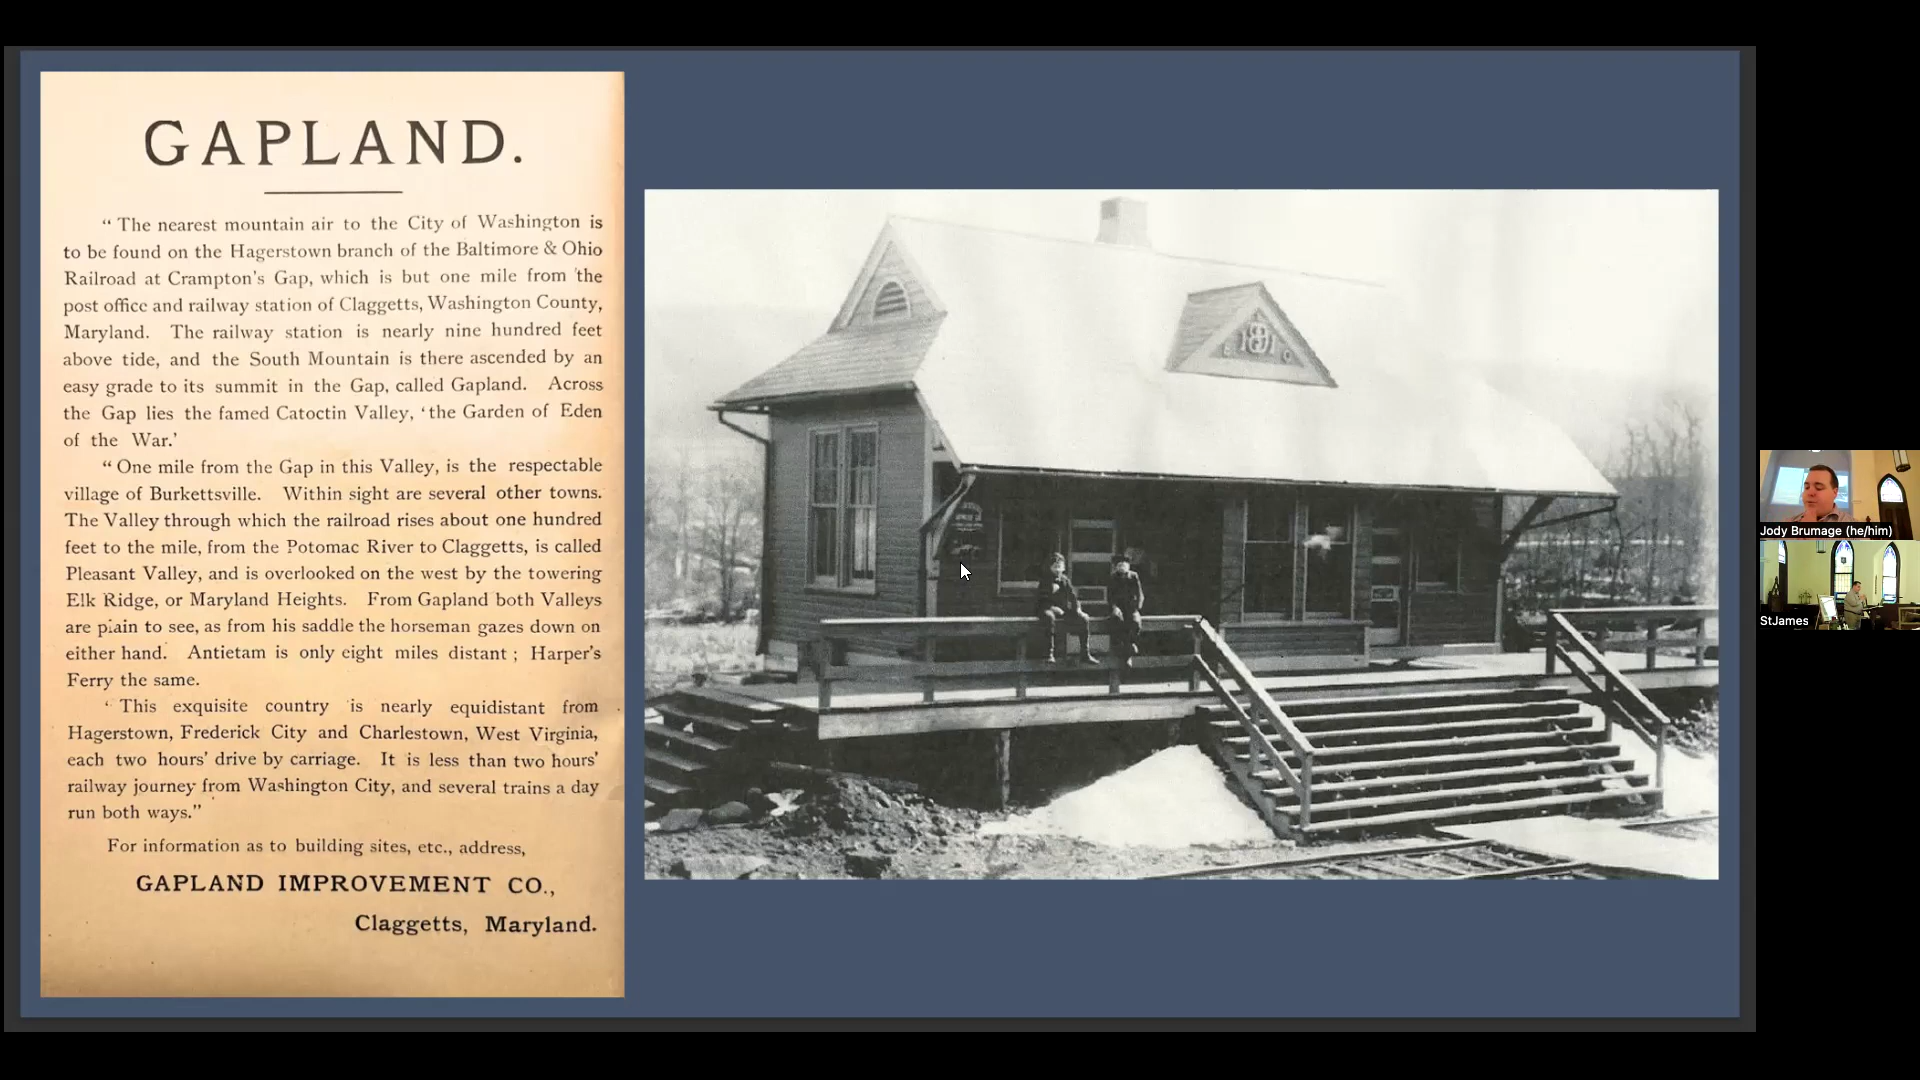 GAPLAND.
“ The nearest mountain air to the City of Washington is
to be found on the Hagerstown branch of the Baltimore & Ohio
Railroad at Crampton's Gap, which is but one mile from the
post office and railway station of Claggetts, Washington County,
Maryland. The railway station is nearly nine hundred feet
above tide, and the South Mountain is there ascended by an
easy grade to its summit in the Gap, called Gapland. Across
the Gap lies the famed Catoctin Valley, ‘the Garden of Eden
of the War.’
“ One mile from the Gap in this Valley, is the respectable
village of Burkettsville. Within sight are several other towns.
The Valley through which the railroad rises about one hundred
feet to the mile, from the Potomac River to Claggetts, is called
Pleasant Valley, and is overlooked on the west by the towering
Elk Ridge, or Maryland Heights. From Gapland both Valleys
are plain to see, as from his saddle the horseman gazes down on
either hand. Antietam is only eight miles distant ; Harper's
Ferry the same.
‘ This exquisite country is nearly equidistant from
Hagerstown, Frederick City and Charlestown, West Virginia,
each two hours' drive by carriage. It is less than two hours'
railway journey from Washington City, and several trains a day
run both ways.”
For information as to building sites, etc., address,
GAPLAND IMPROVEMENT CO.,
Claggetts, Maryland.
B 1891 O
Jody Brumage (he/him)
StJames